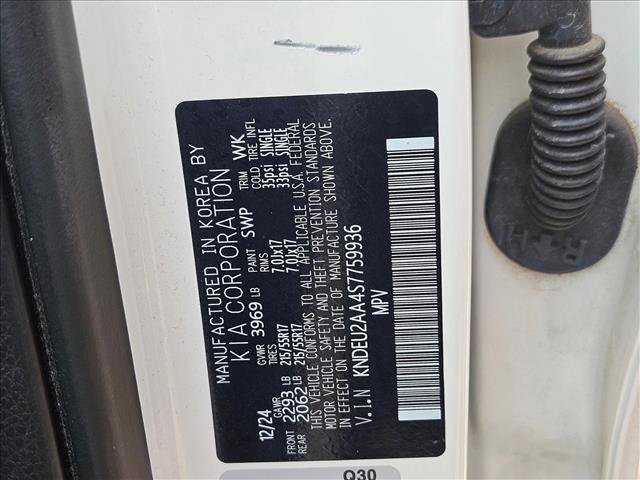 MANUFACTURED IN KOREA BY
KIA CORPORATION
12/24 GVWR 3969 LB PAINT SWP TRIM WK
GAWR TIRES RIMS COLD TIRE INFL
FRONT 2293 LB 215/55R17 7.0Jx17 33psi SINGLE
REAR 2062 LB 215/55R17 7.0Jx17 33psi SINGLE
THIS VEHICLE CONFORMS TO ALL APPLICABLE U.S.A. FEDERAL
MOTOR VEHICLE SAFETY AND THEFT PREVENTION STANDARDS
IN EFFECT ON THE DATE OF MANUFACTURE SHOWN ABOVE.
V.I.N KNDEU2AA4S7759936
MPV
Q30
R+H